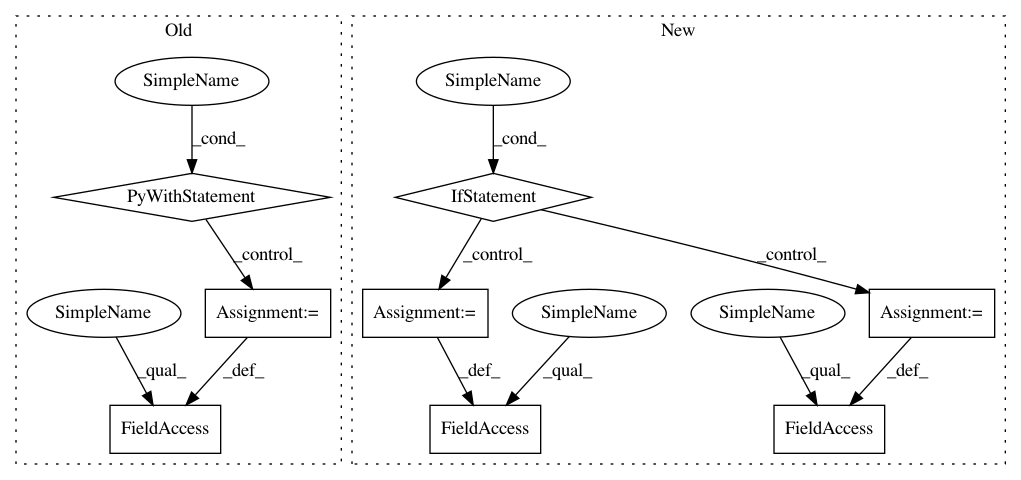 Old
New
SimpleName
SimpleName
_cond_
_cond_
PyWithStatement
IfStatement
_control_
_control_
_control_
SimpleName
Assignment:=
Assignment:=
SimpleName
SimpleName
Assignment:=
_qual_
_def_
_def_
_qual_
_qual_
_def_
FieldAccess
FieldAccess
FieldAccess